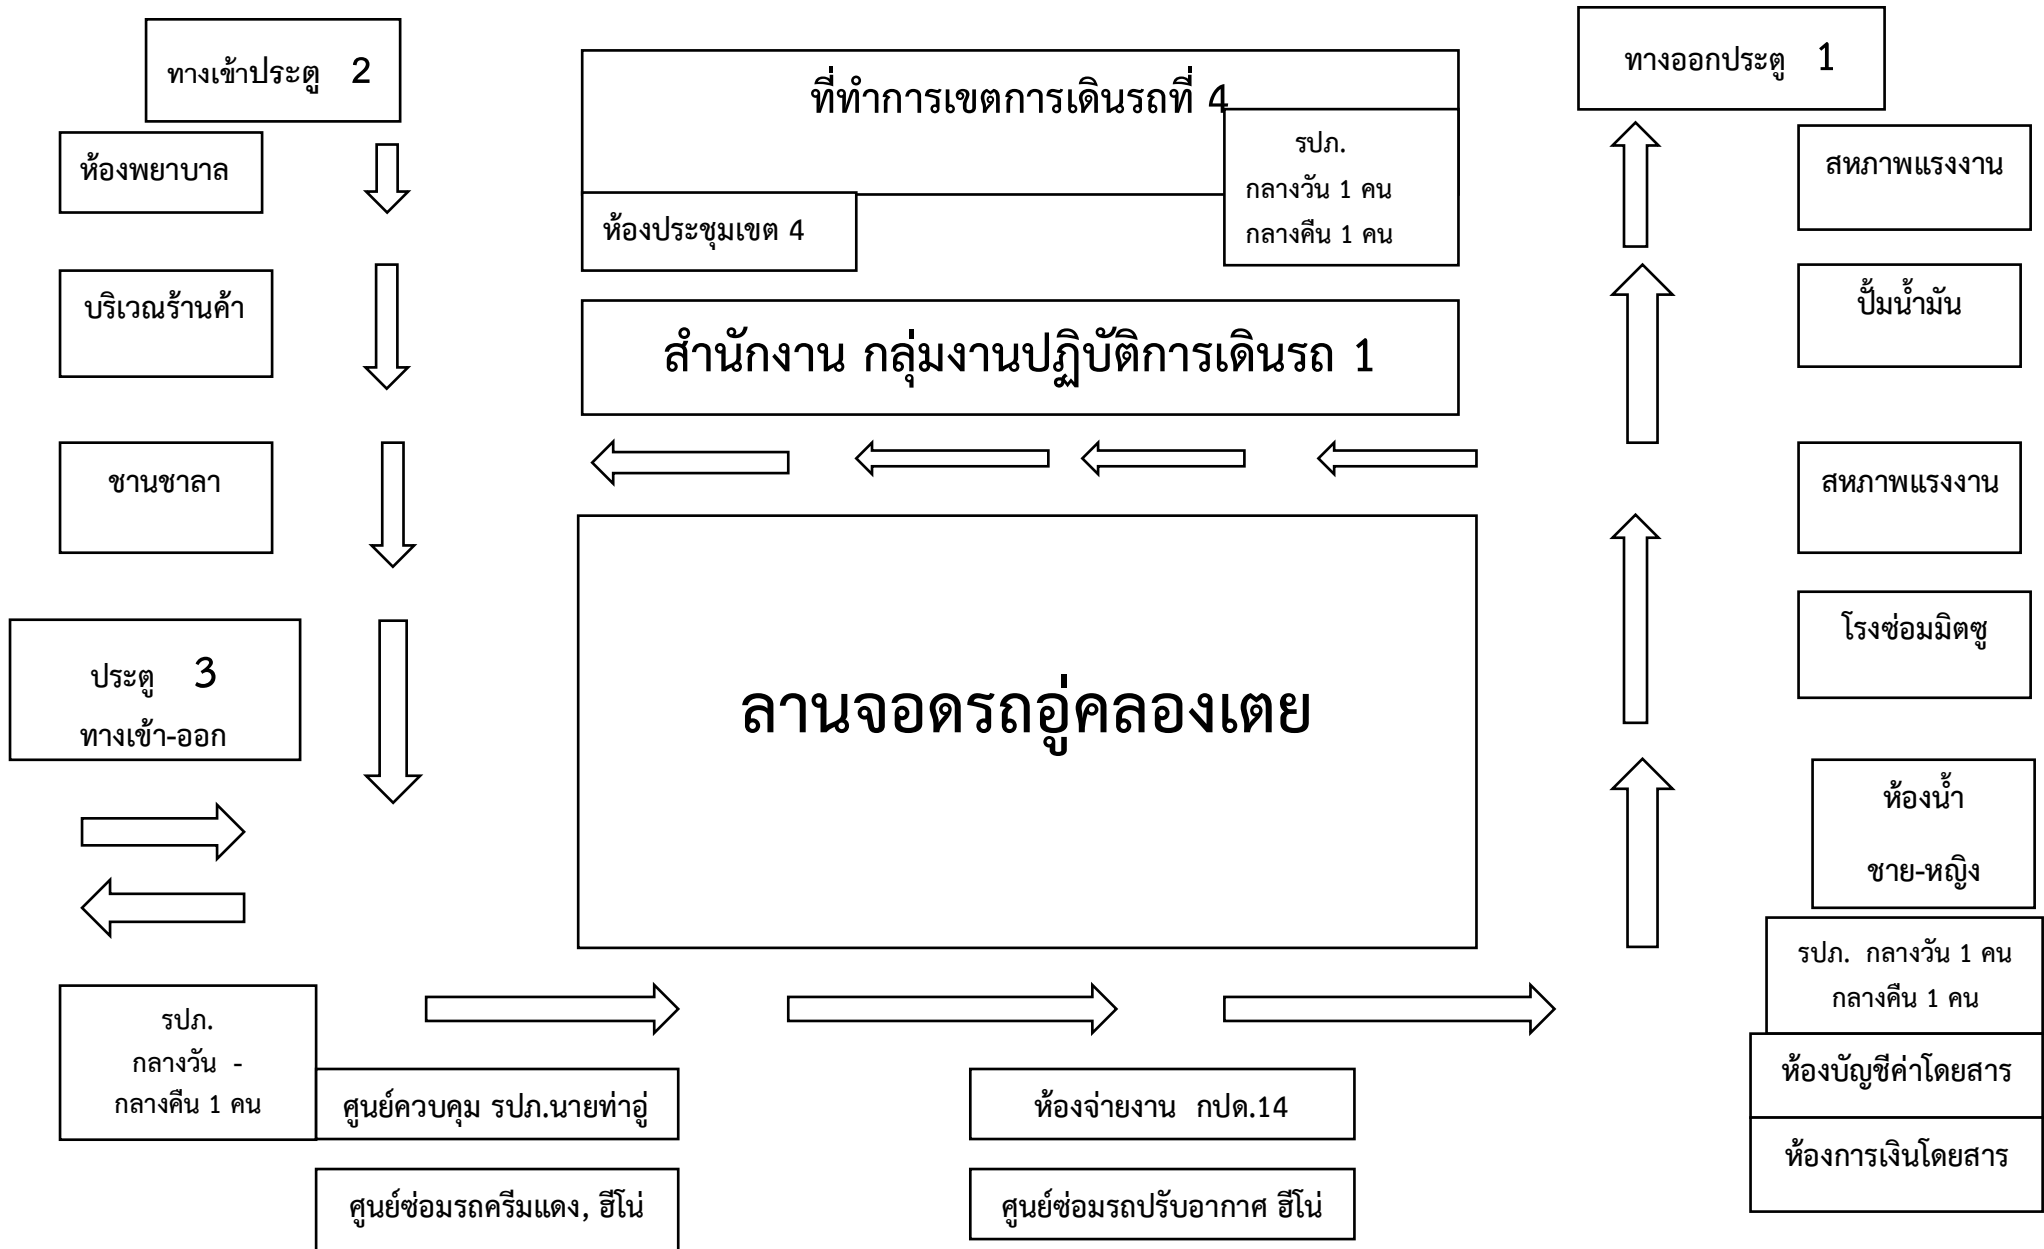 ทางเข้าประตู 2
ที่ทำการเขตการเดินรถที่ 4
ทางออกประตู 1
ห้องพยาบาล
รปภ.
กลางวัน 1 คน
กลางคืน 1 คน
สหภาพแรงงาน
ห้องประชุมเขต 4
บริเวณร้านค้า
สำนักงาน กลุ่มงานปฏิบัติการเดินรถ 1
ปั้มน้ำมัน
ชานชาลา
สหภาพแรงงาน
ประตู 3
ทางเข้า-ออก
ลานจอดรถอู่คลองเตย
โรงซ่อมมิตซู
ห้องน้ำ
ชาย-หญิง
รปภ. กลางวัน 1 คน
กลางคืน 1 คน
รปภ.
กลางวัน -
กลางคืน 1 คน
ศูนย์ควบคุม รปภ.นายท่าอู่
ห้องจ่ายงาน กปด.14
ห้องบัญชีค่าโดยสาร
ห้องการเงินโดยสาร
ศูนย์ซ่อมรถครีมแดง, ฮีโน่
ศูนย์ซ่อมรถปรับอากาศ ฮีโน่